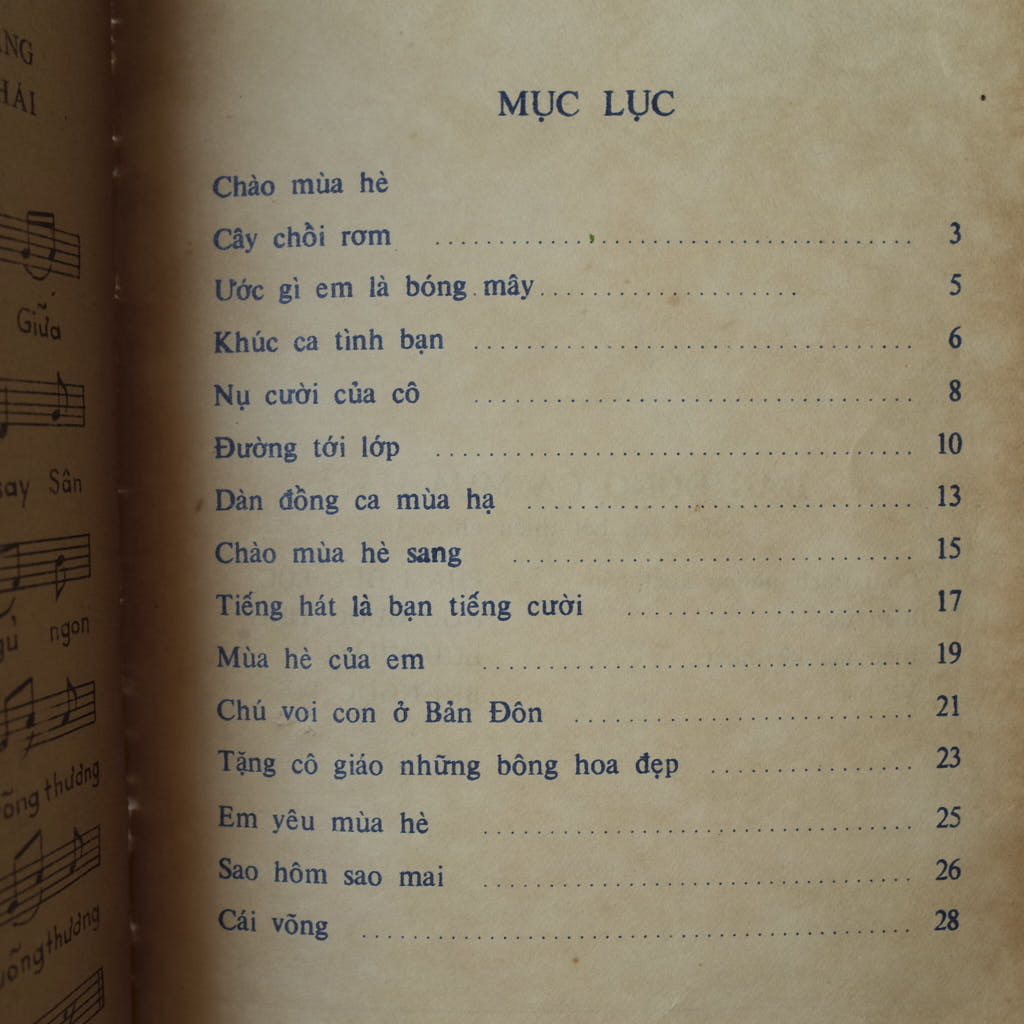 MỤC LỤC
Chào mùa hè
Cây chồi rơm .................................... 3
Ước gì em là bóng mây .................... 5
Khúc ca tình bạn .................................. 6
Nụ cười của cô .................................. 8
Đường tới lớp ..................................... 10
Dàn đồng ca mùa hạ .............................. 13
Chào mùa hè sang ............................... 15
Tiếng hát là bạn tiếng cười ...................... 17
Mùa hè của em ................................. 19
Chú voi con ở Bản Đôn .......................... 21
Tặng cô giáo những bông hoa đẹp ................ 23
Em yêu mùa hè ................................. 25
Sao hôm sao mai ................................. 26
Cái võng .......................................... 28
Giữa
say Sân
ngon
thương
thương